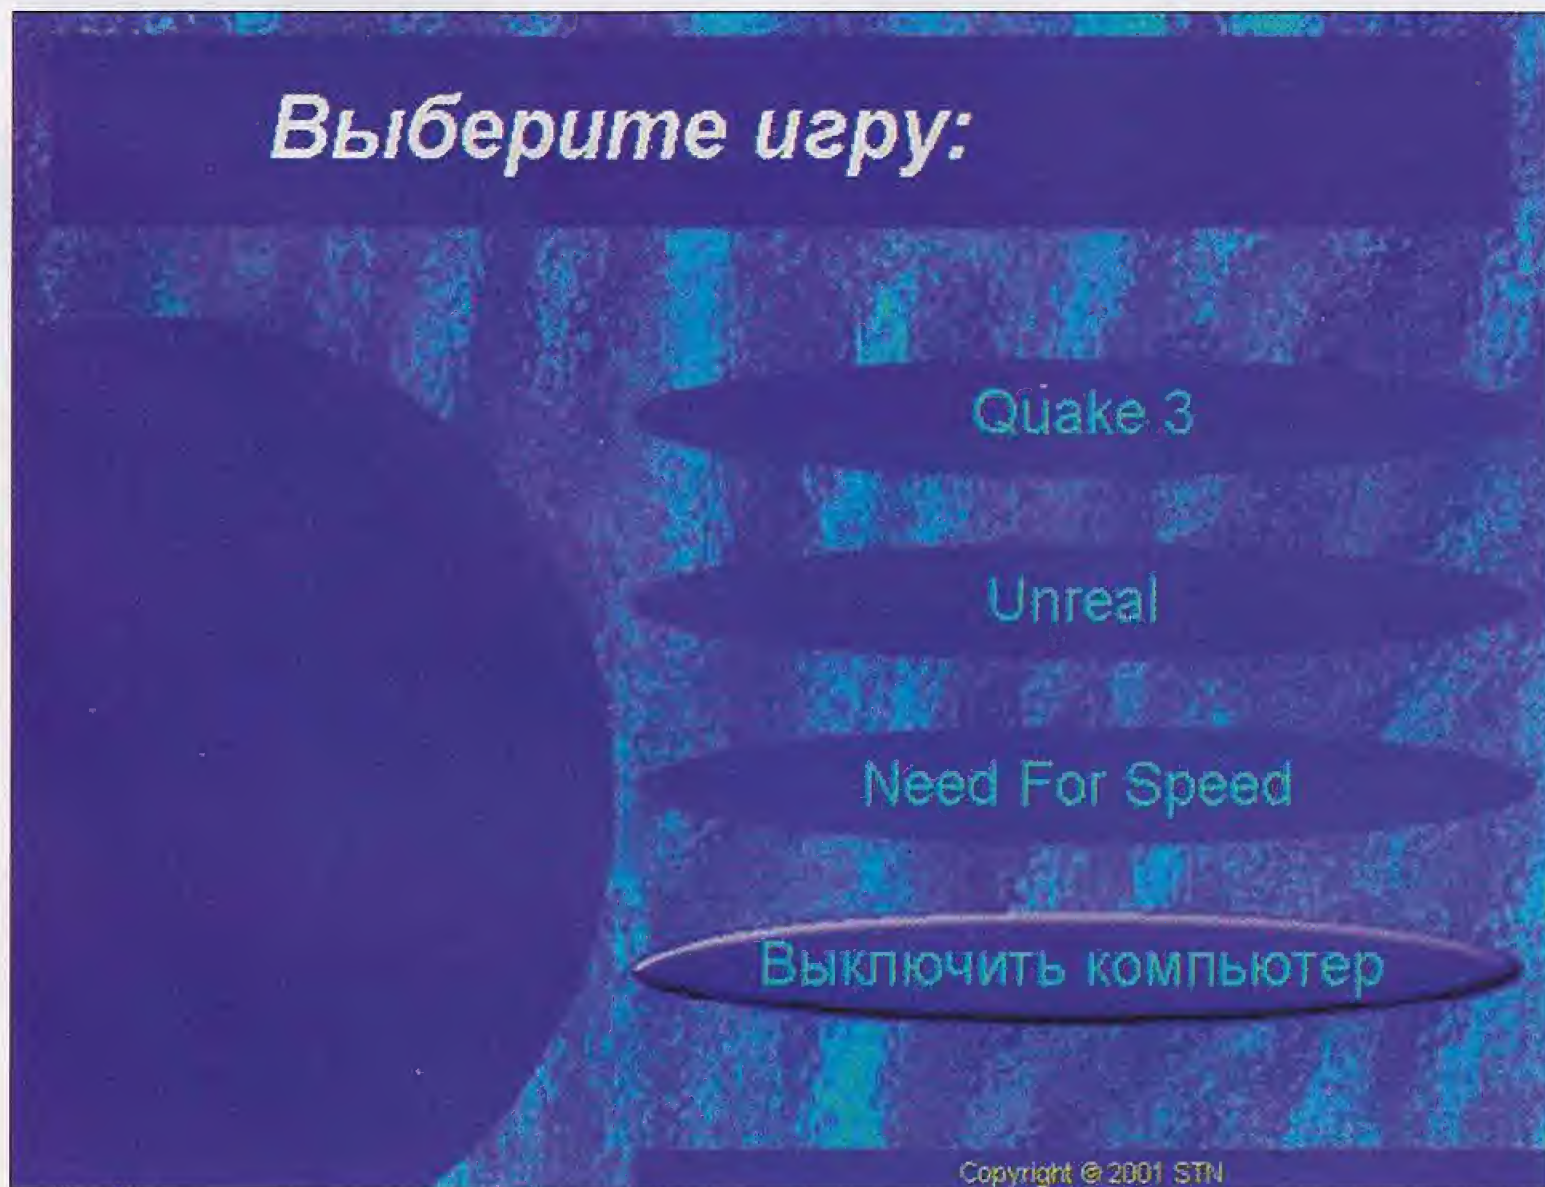 Выберите игру:
Quake 3
Unreal
Need For Speed
Выключить компьютер
Copyright @ 2001 STN